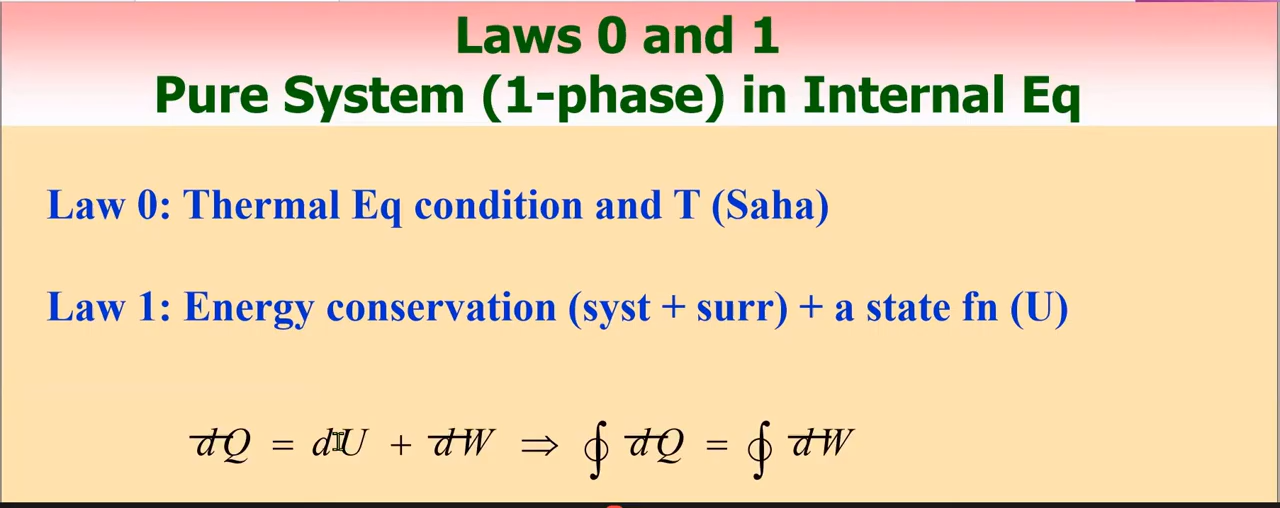 Laws 0 and 1
Pure System (1-phase) in Internal Eq
Law 0: Thermal Eq condition and T (Saha)
Law 1: Energy conservation (syst + surr) + a state fn (U)
đQ = dU + đW ⇒ ∮ đQ = ∮ đW